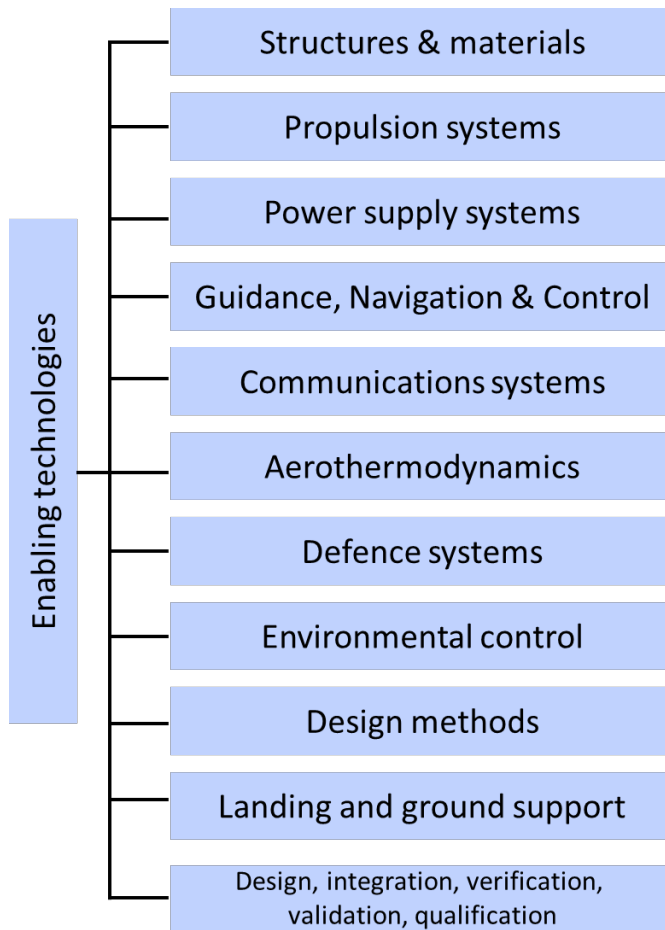 Enabling technologies
Structures & materials
Propulsion systems
Power supply systems
Guidance, Navigation & Control
Communications systems
Aerothermodynamics
Defence systems
Environmental control
Design methods
Landing and ground support
Design, integration, verification,
validation, qualification